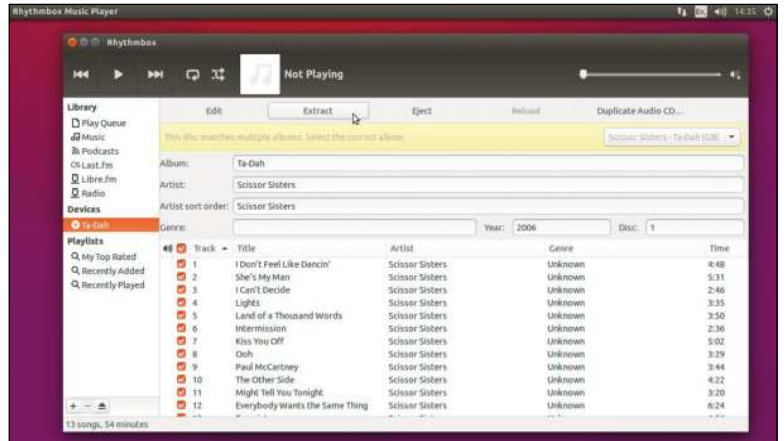 Rhythmbox Music Player En 14:35
Rhythmbox
Not Playing
Edit Extract Eject Reload Duplicate Audio CD...
This disc matches multiple albums. Select the correct album. Scissor Sisters - Ta-Dah (GB)
Library
Play Queue
Music
Podcasts
Last.fm
Libre.fm
Radio
Devices
Ta-Dah
Playlists
My Top Rated
Recently Added
Recently Played
Album: Ta-Dah
Artist: Scissor Sisters
Artist sort order: Scissor Sisters
Genre: Year: 2006 Disc: 1
Track Title Artist Genre Time
1 I Don't Feel Like Dancin' Scissor Sisters Unknown 4:48
2 She's My Man Scissor Sisters Unknown 5:31
3 I Can't Decide Scissor Sisters Unknown 2:46
4 Lights Scissor Sisters Unknown 3:35
5 Land of a Thousand Words Scissor Sisters Unknown 3:50
6 Intermission Scissor Sisters Unknown 2:36
7 Kiss You Off Scissor Sisters Unknown 5:02
8 Ooh Scissor Sisters Unknown 3:29
9 Paul McCartney Scissor Sisters Unknown 3:44
10 The Other Side Scissor Sisters Unknown 4:22
11 Might Tell You Tonight Scissor Sisters Unknown 3:20
12 Everybody Wants the Same Thing Scissor Sisters Unknown 6:24
13 songs, 54 minutes